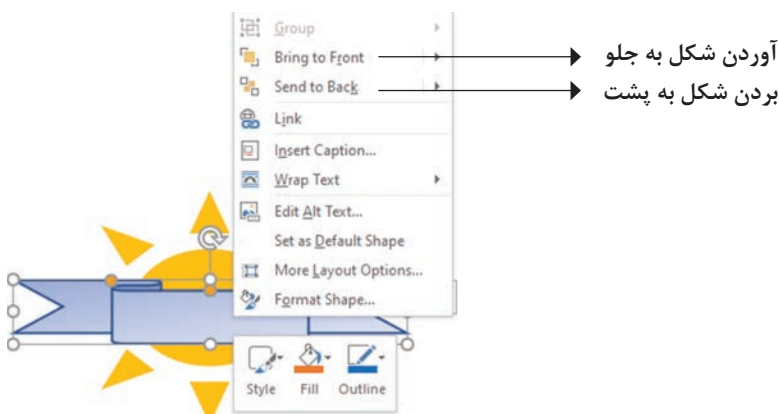 Group
Bring to Front
آوردن شکل به جلو
Send to Back
بردن شکل به پشت
Link
Insert Caption...
Wrap Text
Edit Alt Text...
Set as Default Shape
More Layout Options...
Format Shape...
Style Fill Outline